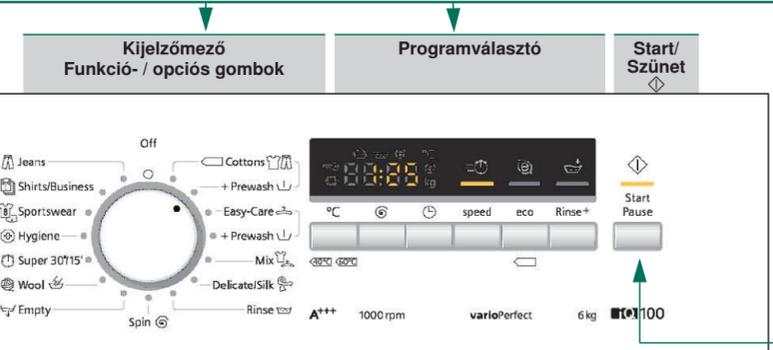 Kijelzőmező
Funkció- / opciós gombok
Programválasztó
Start/
Szünet
Off
Jeans
Shirts/Business
Sportswear
Hygiene
Super 30'/15'
Wool
Empty
Spin
Cottons
+ Prewash
Easy-Care
+ Prewash
Mix
Delicate/Silk
Rinse
1:25
kg
°C
speed
eco
Rinse+
Start
Pause
40°C 60°C
A+++ 1000 rpm varioPerfect 6 kg iQ100